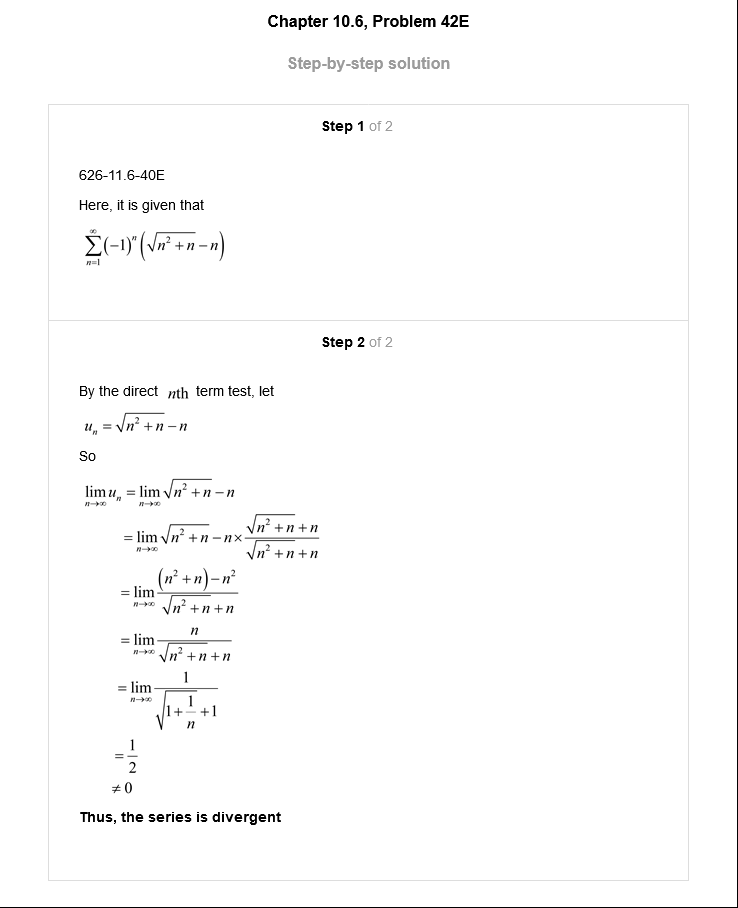 Chapter 10.6, Problem 42E
Step-by-step solution
Step 1 of 2
626-11.6-40E
Here, it is given that
$\sum_{n=1}^{\infty}(-1)^n\left(\sqrt{n^2+n}-n\right)$
Step 2 of 2
By the direct nth term test, let
$u_n=\sqrt{n^2+n}-n$
So
$\lim_{n\to\infty}u_n=\lim_{n\to\infty}\sqrt{n^2+n}-n$
$=\lim_{n\to\infty}\sqrt{n^2+n}-n\times\frac{\sqrt{n^2+n}+n}{\sqrt{n^2+n}+n}$
$=\lim_{n\to\infty}\frac{\left(n^2+n\right)-n^2}{\sqrt{n^2+n}+n}$
$=\lim_{n\to\infty}\frac{n}{\sqrt{n^2+n}+n}$
$=\lim_{n\to\infty}\frac{1}{\sqrt{1+\frac{1}{n}}+1}$
$=\frac{1}{2}$
$\neq 0$
Thus, the series is divergent